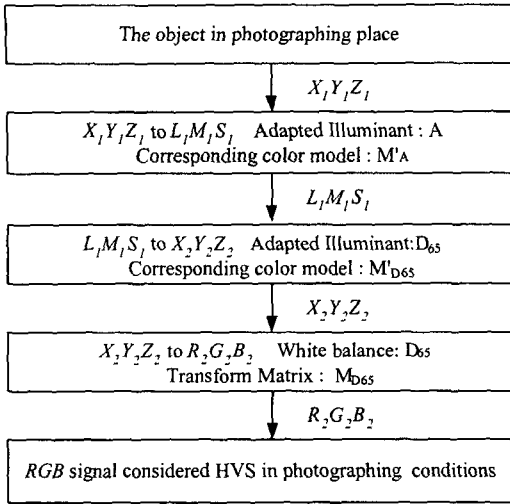 The object in photographing place
X₁Y₁Z₁
X₁Y₁Z₁ to L₁M₁S₁ Adapted Illuminant : A
Corresponding color model : M'A
L₁M₁S₁
L₁M₁S₁ to X₂Y₂Z₂ Adapted Illuminant:D₆₅
Corresponding color model : M'D65
X₂Y₂Z₂
X₂Y₂Z₂ to R₂G₂B₂ White balance: D₆₅
Transform Matrix : MD65
R₂G₂B₂
RGB signal considered HVS in photographing conditions